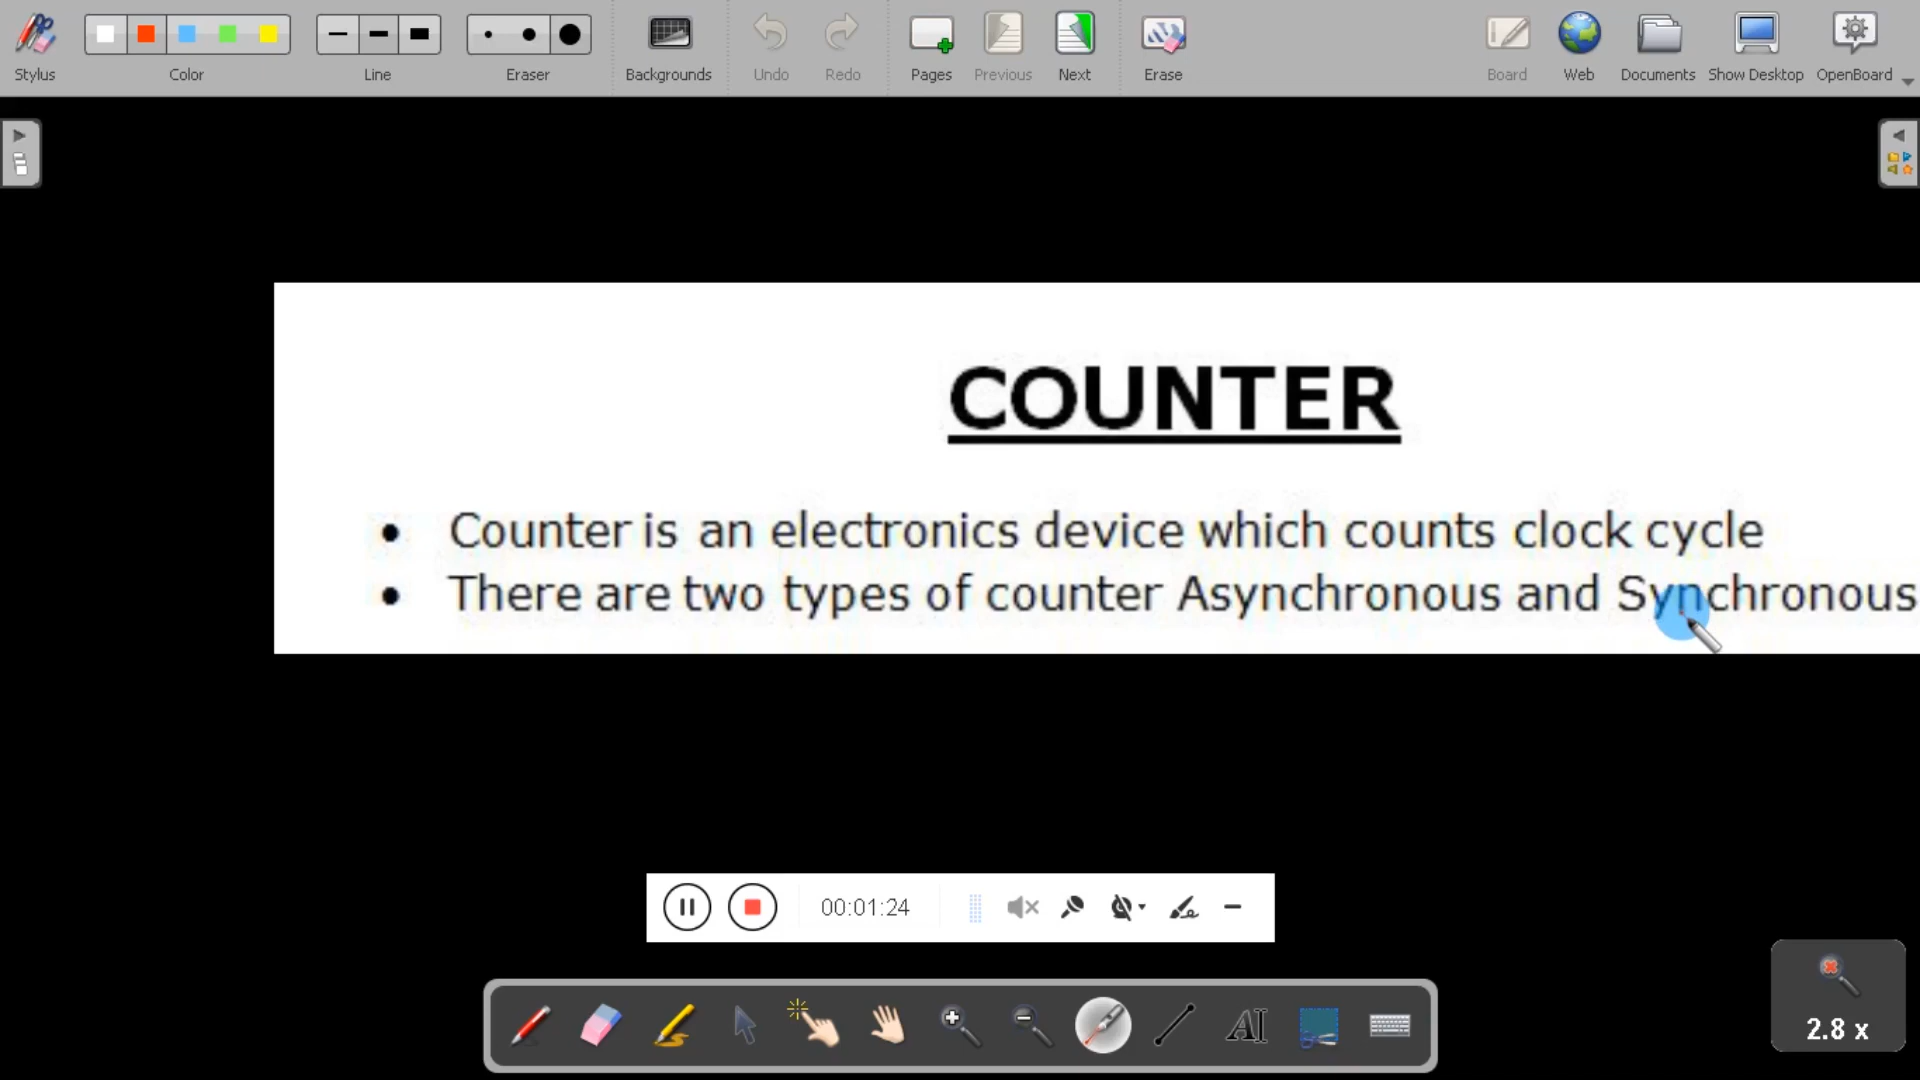 Stylus Color Line Eraser Backgrounds Undo Redo Pages Previous Next Erase Board Web Documents Show Desktop OpenBoard
COUNTER
• Counter is an electronics device which counts clock cycle
• There are two types of counter Asynchronous and Synchronous
00:01:24
AI
2.8 x